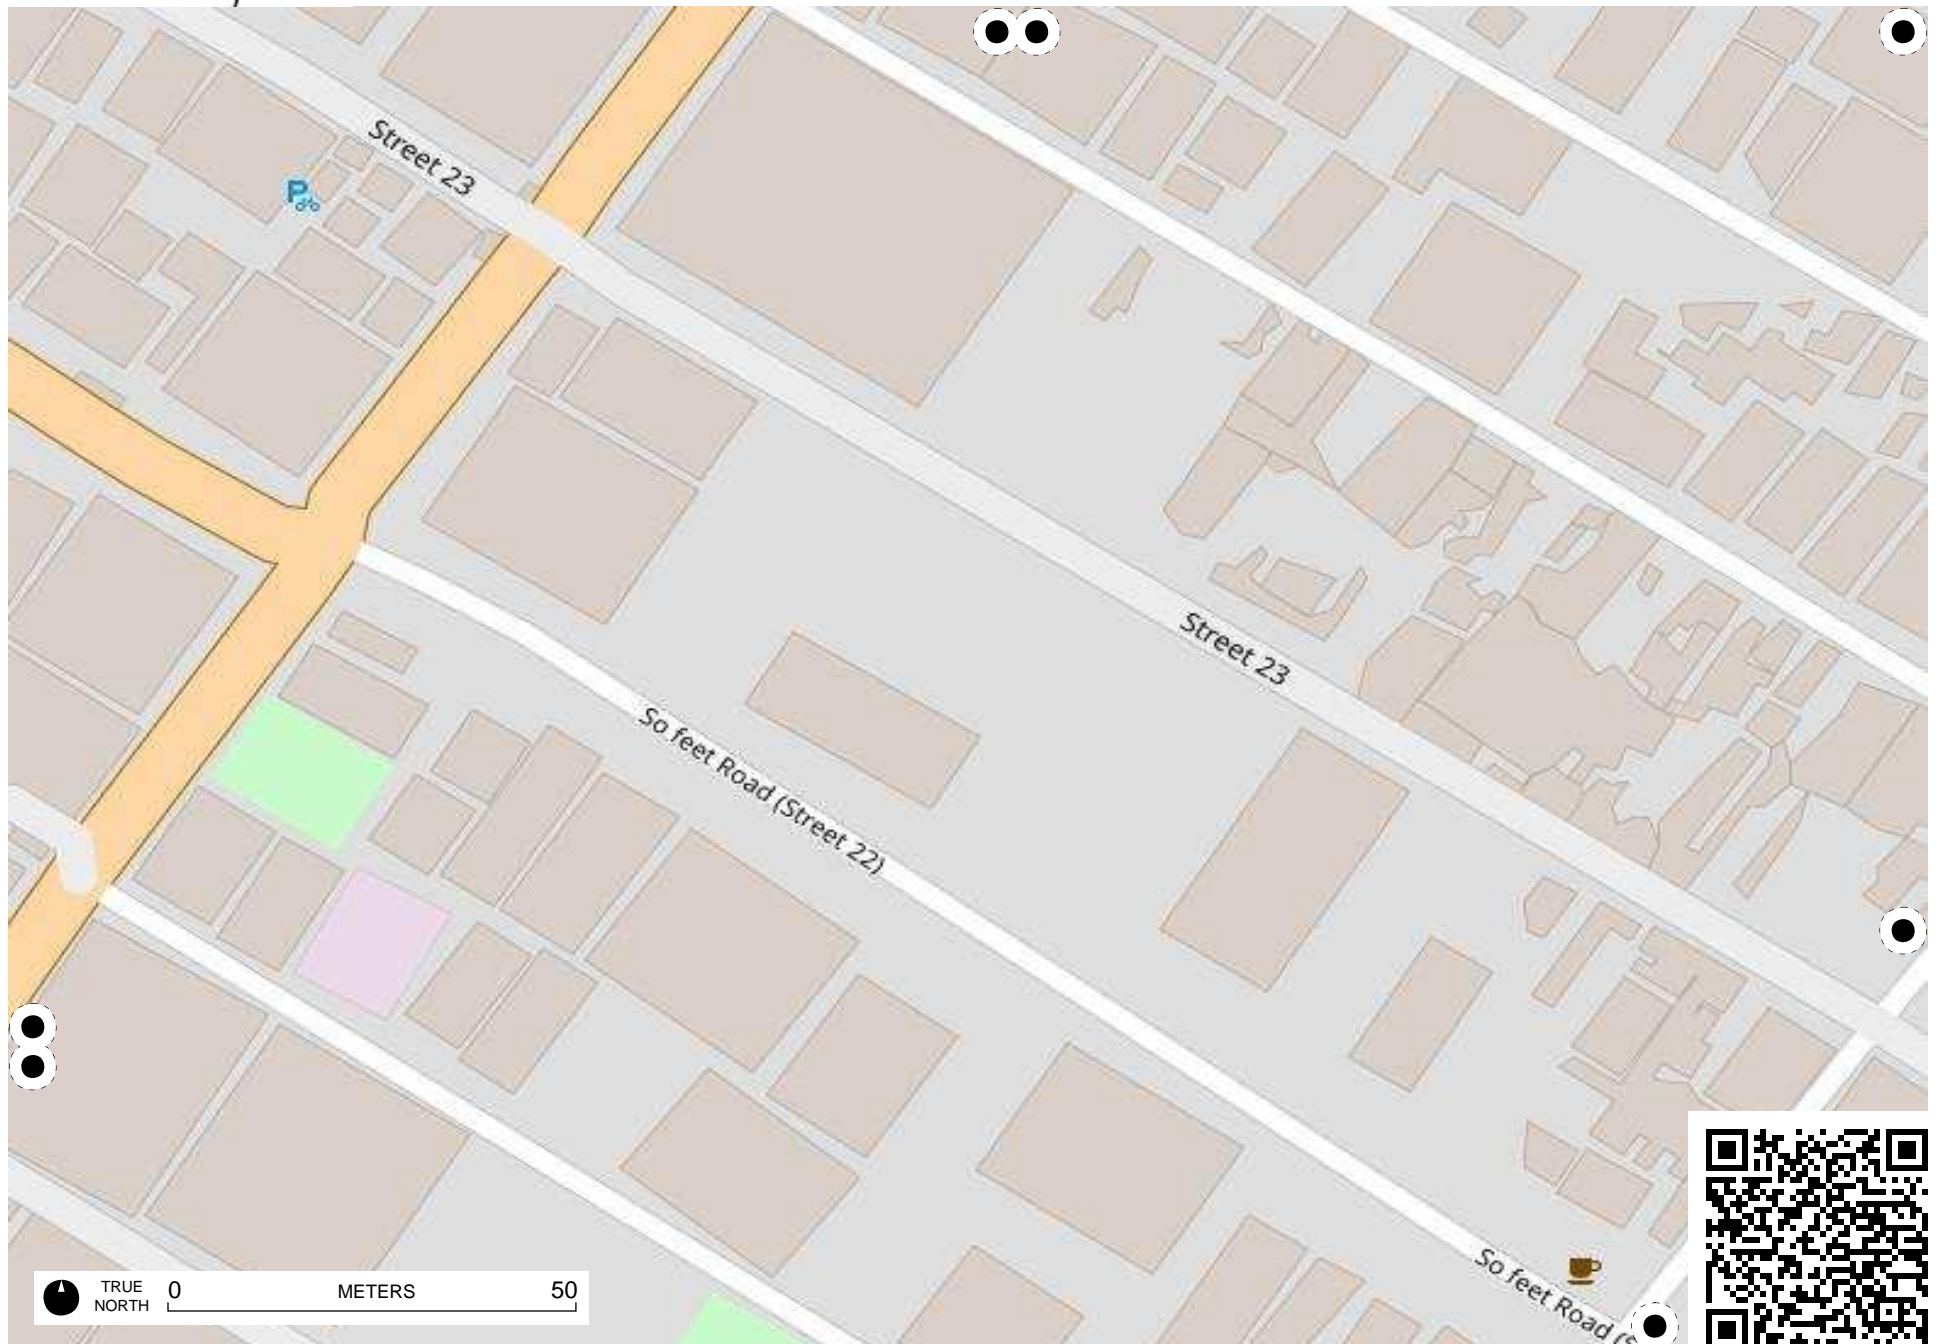 Street 23
P
Street 23
So feet Road (Street 22)
So feet Road (S
TRUE
NORTH
0 METERS 50